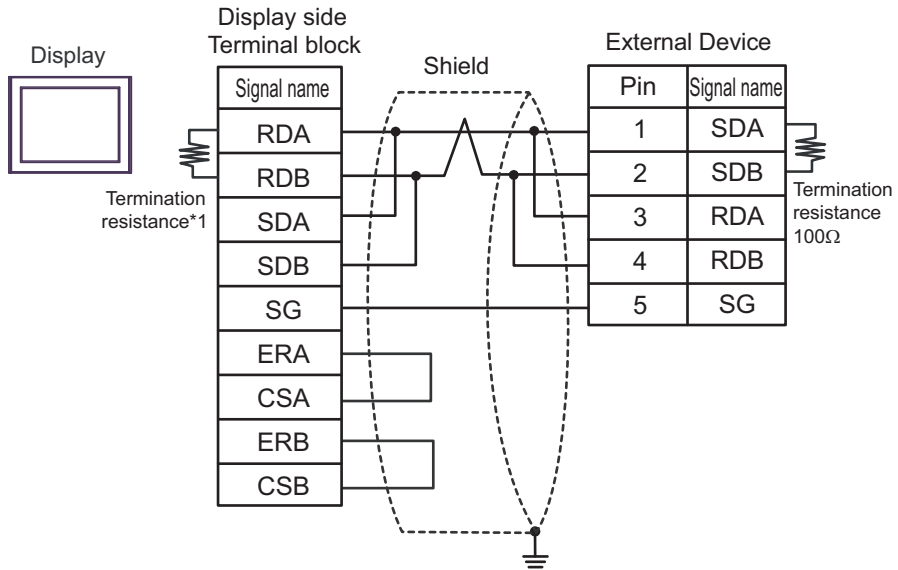 Display
Display side
Terminal block
Signal name
RDA
RDB
SDA
SDB
SG
ERA
CSA
ERB
CSB
Termination
resistance*1
Shield
External Device
Pin Signal name
1 SDA
2 SDB
3 RDA
4 RDB
5 SG
Termination
resistance
100Ω